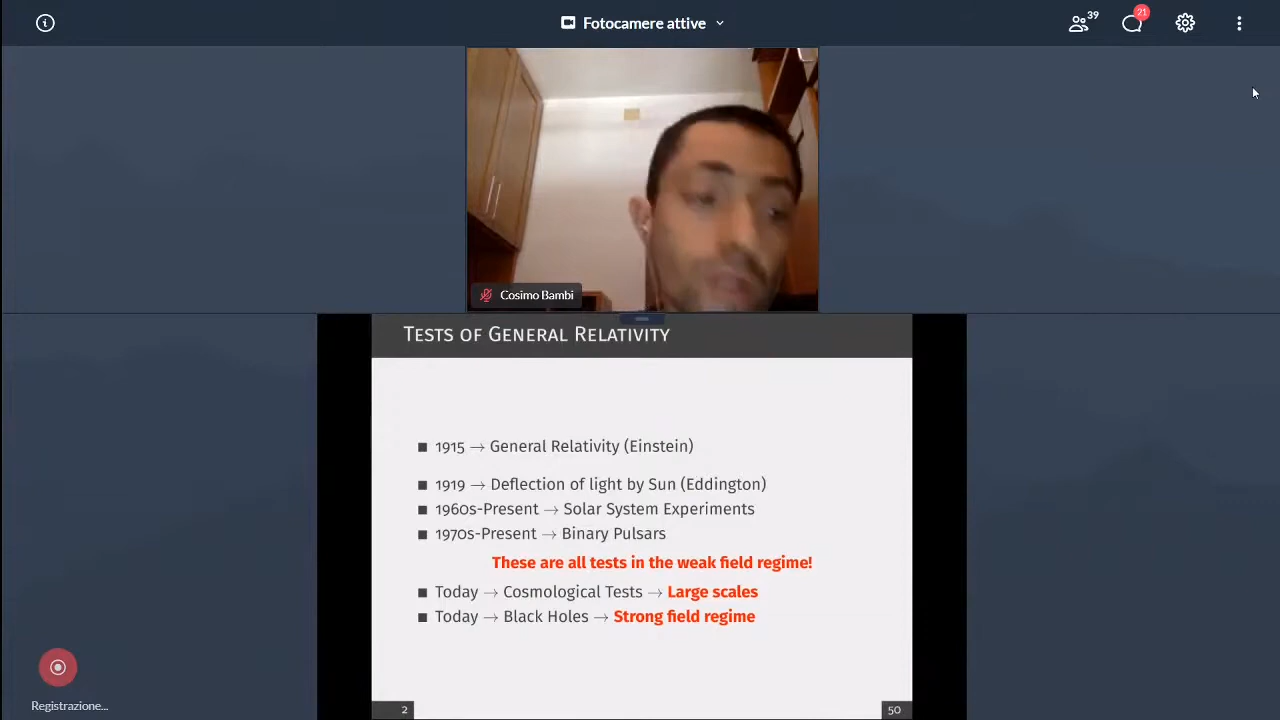 Fotocamere attive
39
21
Cosimo Bambi
TESTS OF GENERAL RELATIVITY
■ 1915 → General Relativity (Einstein)
■ 1919 → Deflection of light by Sun (Eddington)
■ 1960s-Present → Solar System Experiments
■ 1970s-Present → Binary Pulsars
These are all tests in the weak field regime!
■ Today → Cosmological Tests → Large scales
■ Today → Black Holes → Strong field regime
Registrazione...
2
50